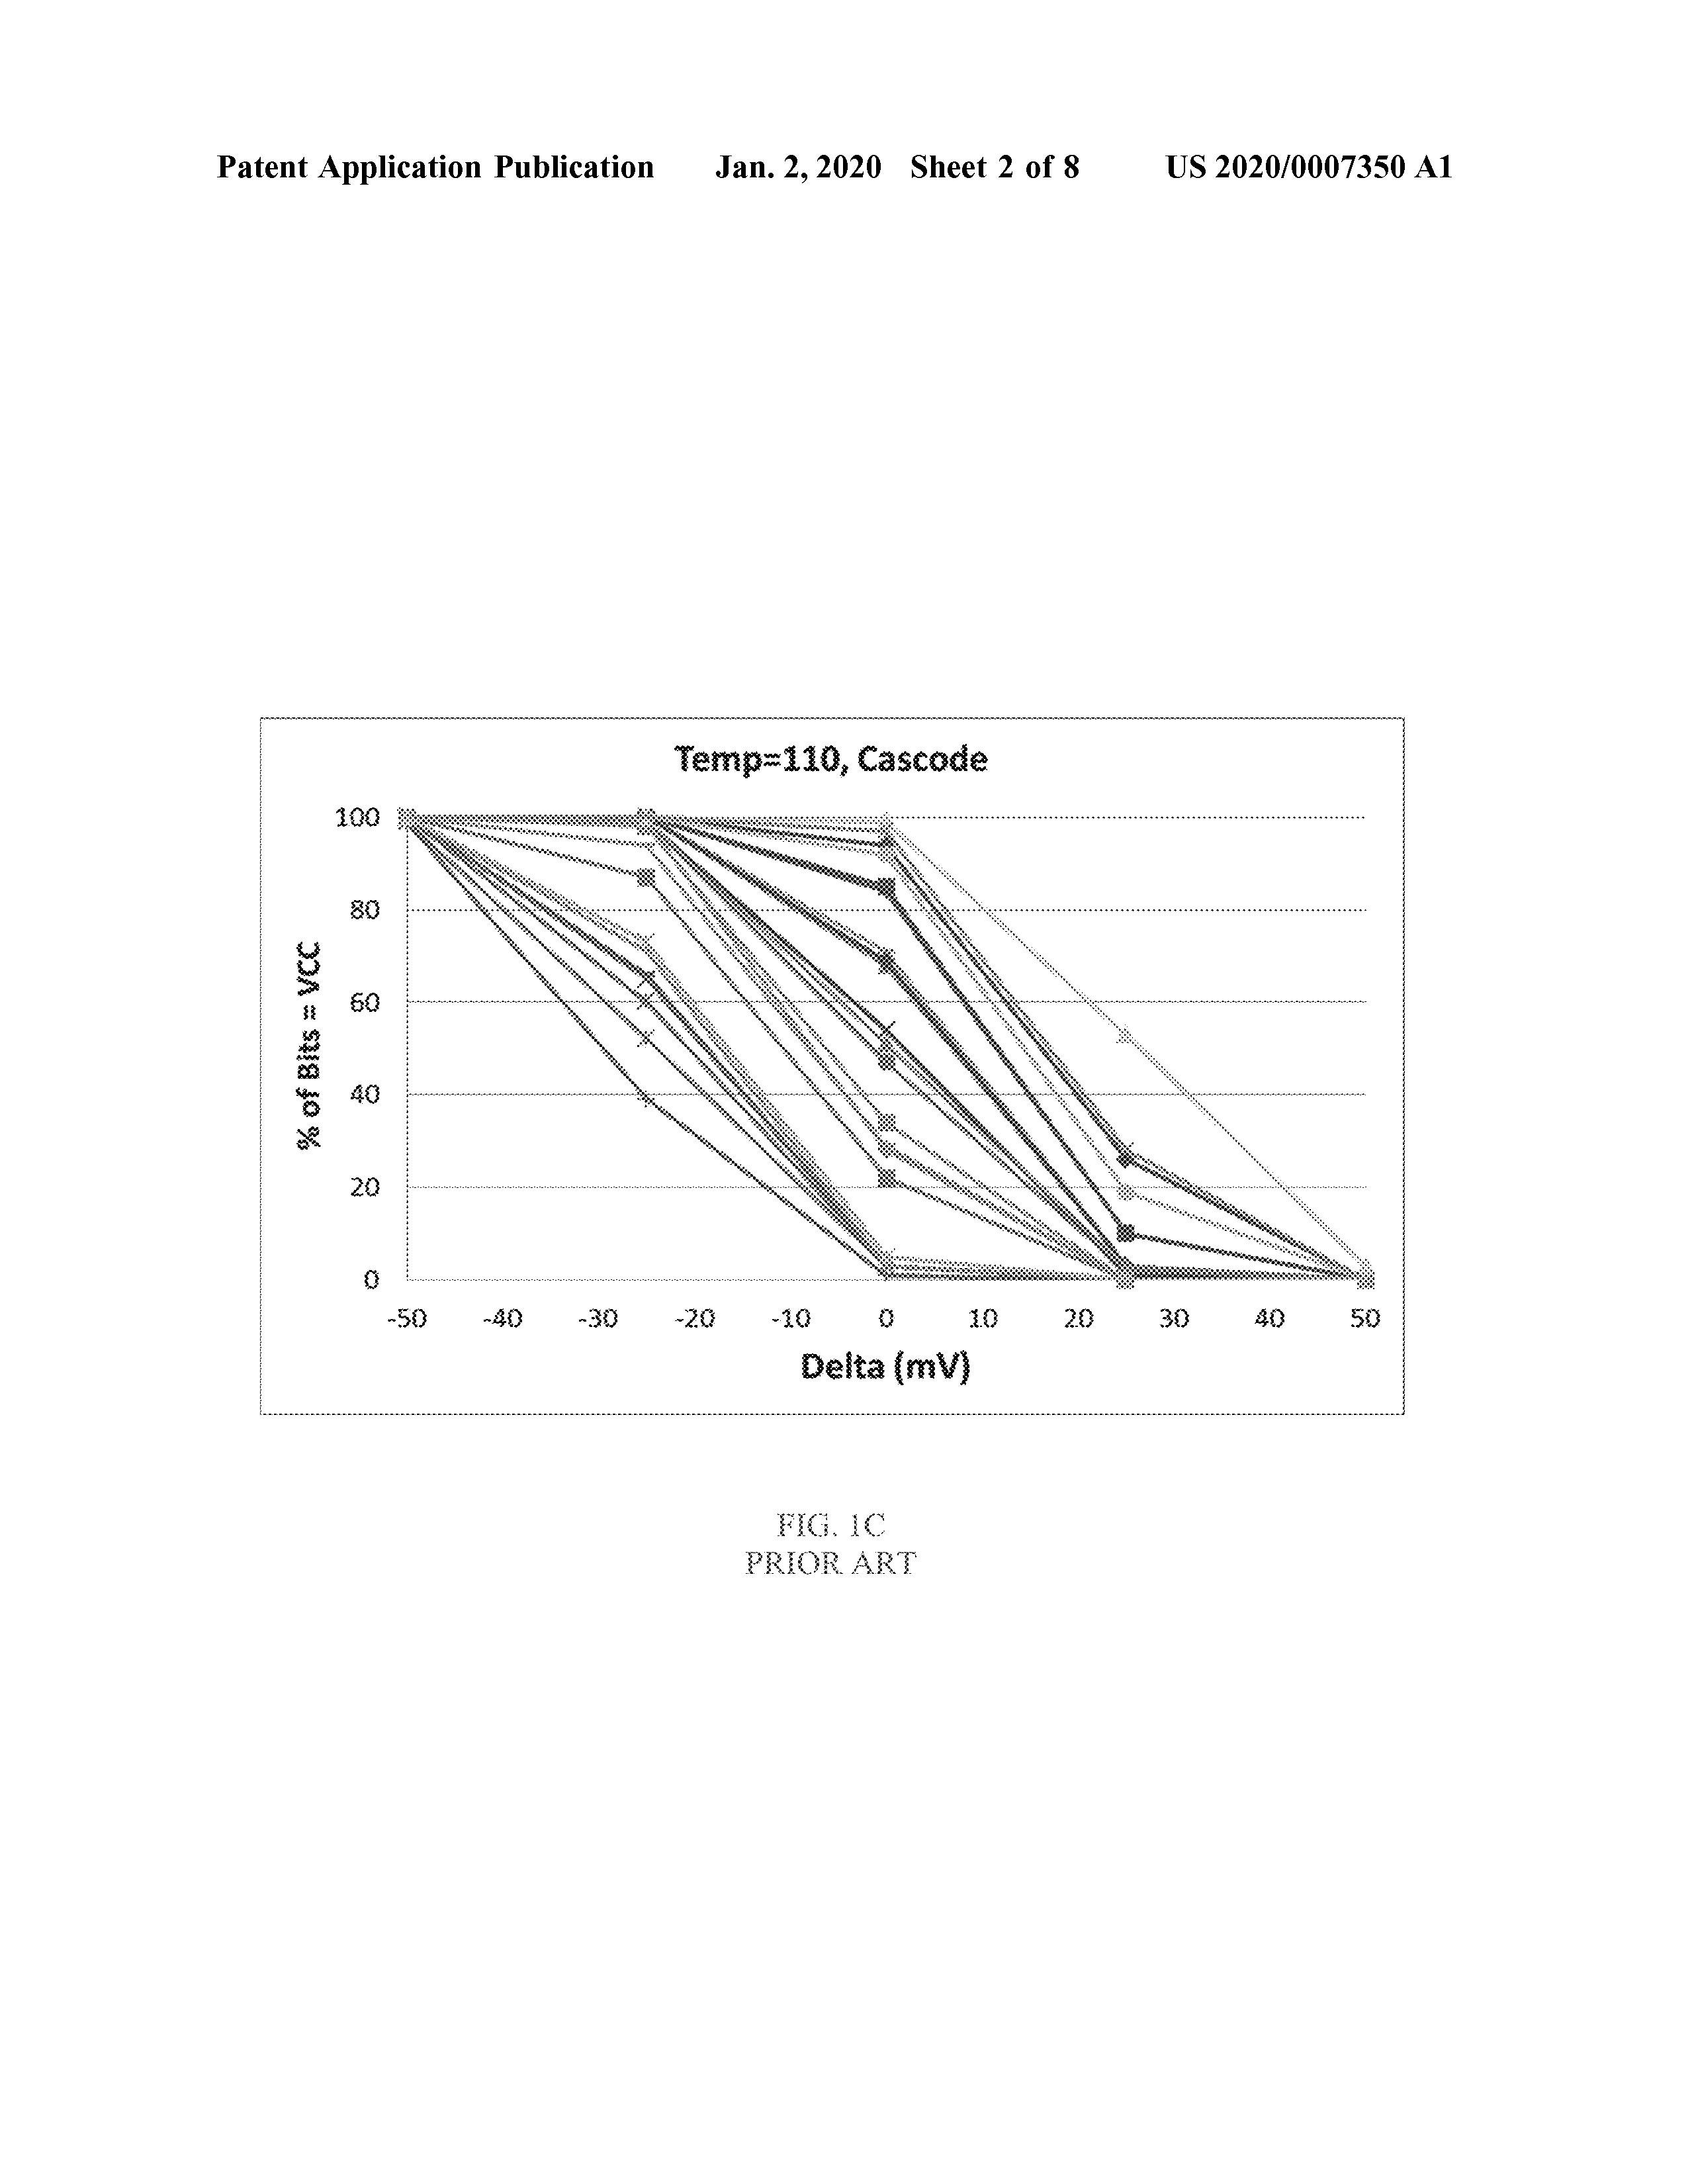 Patent Application Publication Jan. 2, 2020 Sheet 2 of 8 US 2020/0007350 A1
Temp=110, Cascode
100
80
60
40
20
0
% of Bits = VCC
-50 -40 -30 -20 -10 0 10 20 30 40 50
Delta (mV)
FIG. 1C
PRIOR ART